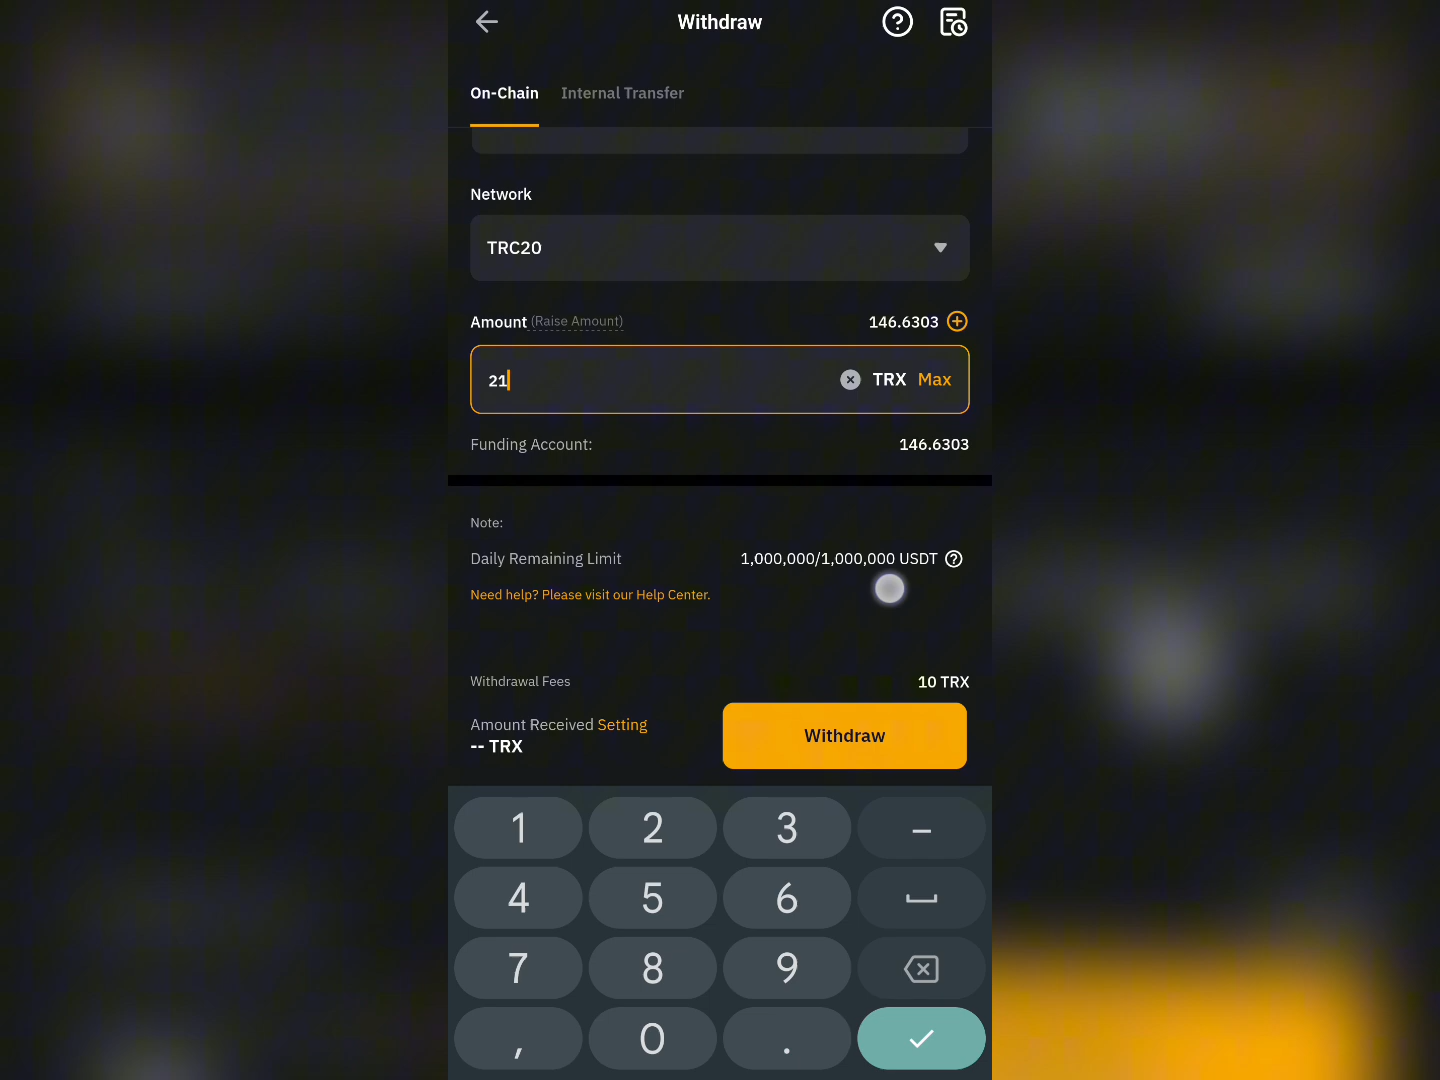 Withdraw
On-Chain Internal Transfer
Network
TRC20
Amount (Raise Amount) 146.6303
21 TRX Max
Funding Account: 146.6303
Note:
Daily Remaining Limit 1,000,000/1,000,000 USDT
Need help? Please visit our Help Center.
Withdrawal Fees 10 TRX
Amount Received Setting
-- TRX
Withdraw
1 2 3 –
4 5 6
7 8 9
, 0 .